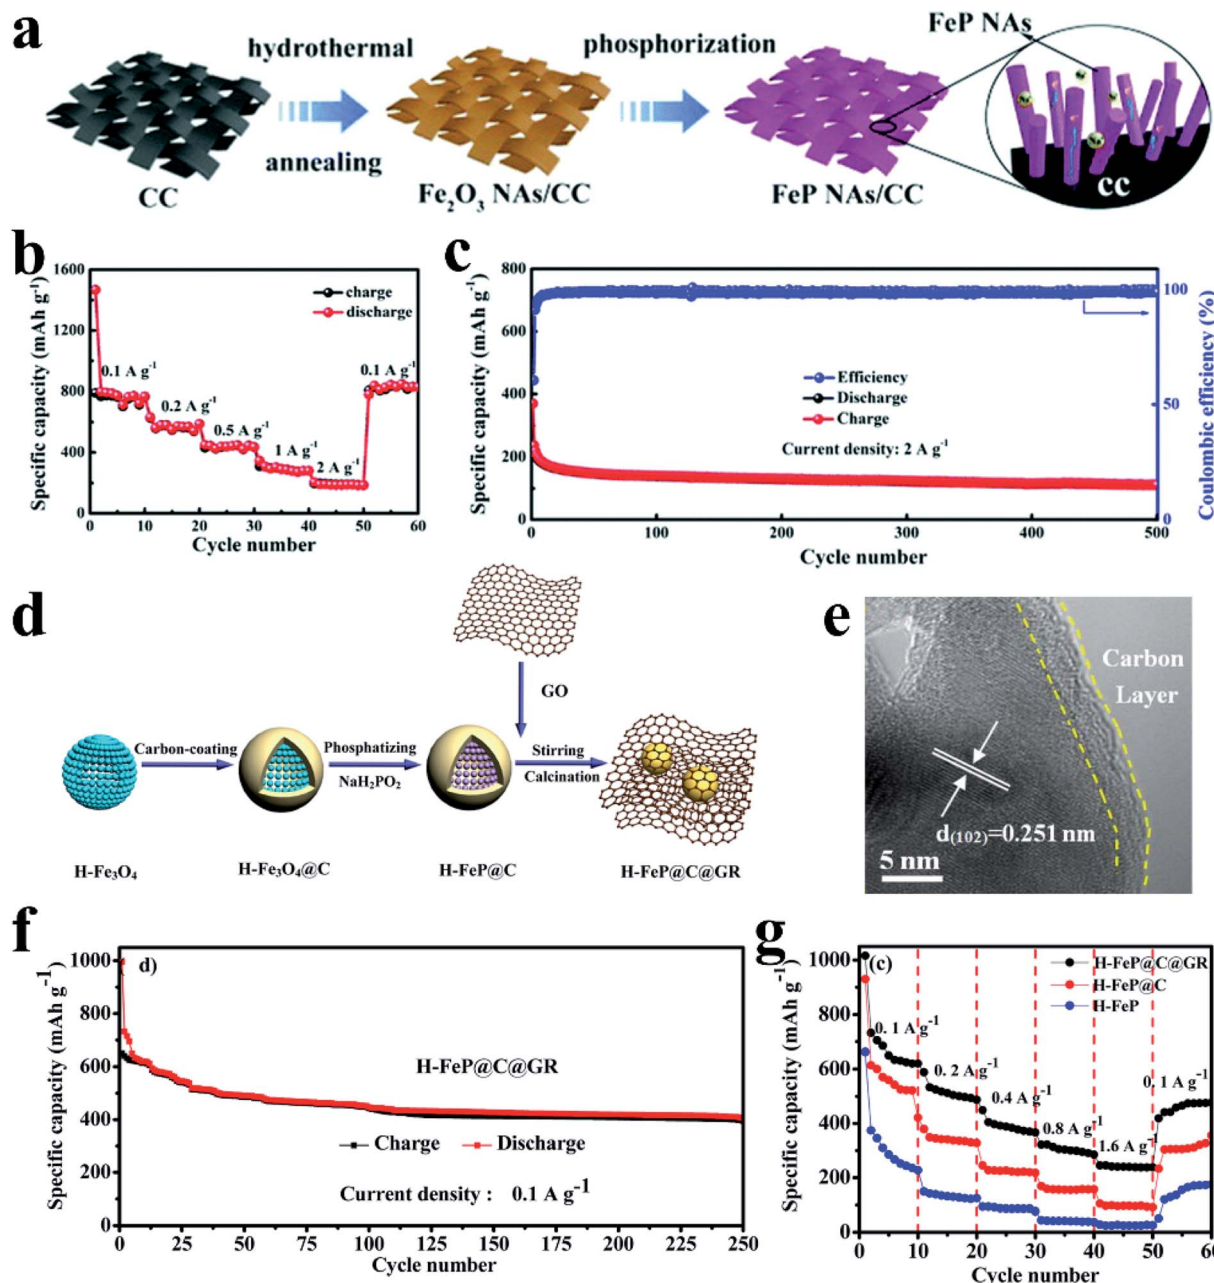 a
hydrothermal
annealing
phosphorization
FeP NAs
CC
Fe₂O₃ NAs/CC
FeP NAs/CC
CC
b
Specific capacity (mAh g⁻¹)
1600
1200
800
400
0
charge
discharge
0.1 A g⁻¹
0.2 A g⁻¹
0.5 A g⁻¹
1 A g⁻¹
2 A g⁻¹
0.1 A g⁻¹
0 10 20 30 40 50 60
Cycle number
c
Specific capacity (mAh g⁻¹)
800
700
600
500
400
300
200
100
0
Efficiency
Discharge
Charge
Current density: 2 A g⁻¹
100
50
0
Coulombic efficiency (%)
0 100 200 300 400 500
Cycle number
d
GO
Carbon-coating
Phosphatizing
NaH₂PO₂
Stirring
Calcination
H-Fe₃O₄
H-Fe₃O₄@C
H-FeP@C
H-FeP@C@GR
e
Carbon
Layer
d₍₁₀₂₎=0.251 nm
5 nm
f
d)
Specific capacity (mAh g⁻¹)
1000
800
600
400
200
0
H-FeP@C@GR
Charge Discharge
Current density : 0.1 A g⁻¹
0 25 50 75 100 125 150 175 200 225 250
Cycle number
g
(c)
Specific capacity (mAh g⁻¹)
1000
800
600
400
200
0
H-FeP@C@GR
H-FeP@C
H-FeP
0. 1 A g⁻¹
0. 2 A g⁻¹
0.4 A g⁻¹
0.8 A g⁻¹
1.6 A g⁻¹
0. 1 A g⁻¹
0 10 20 30 40 50 60
Cycle number